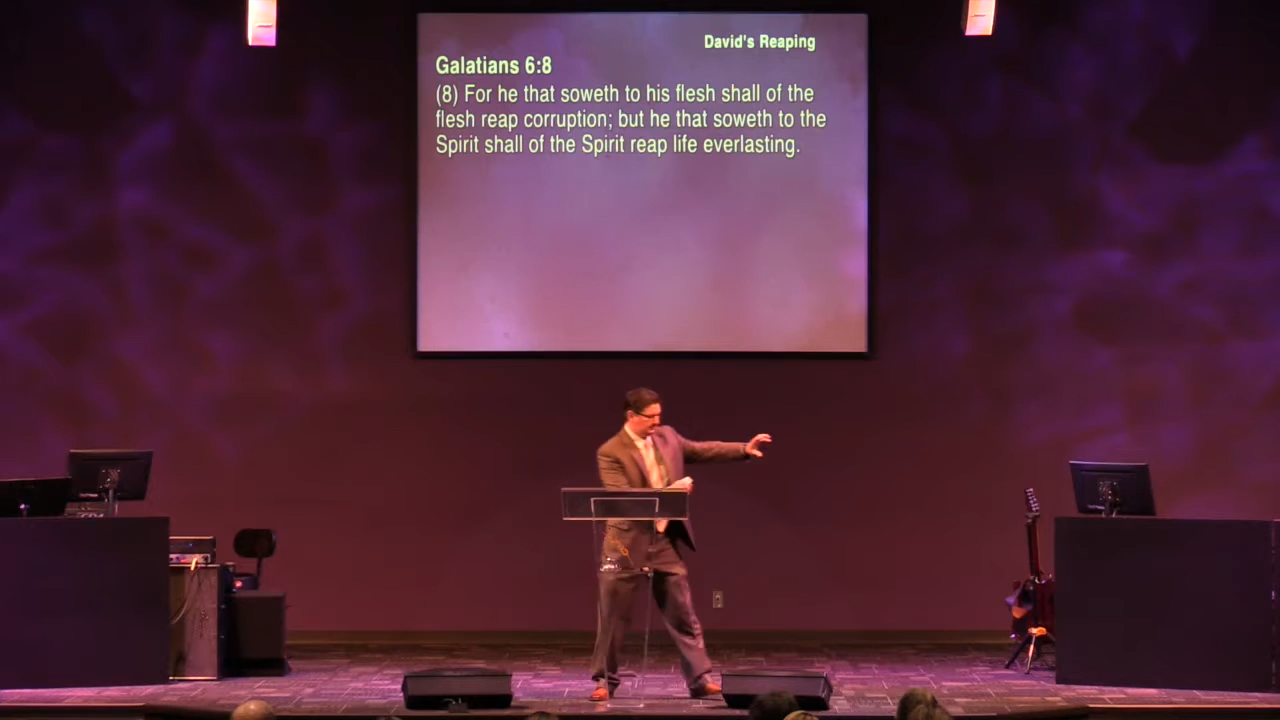 David's Reaping
Galatians 6:8
(8) For he that soweth to his flesh shall of the
flesh reap corruption; but he that soweth to the
Spirit shall of the Spirit reap life everlasting.